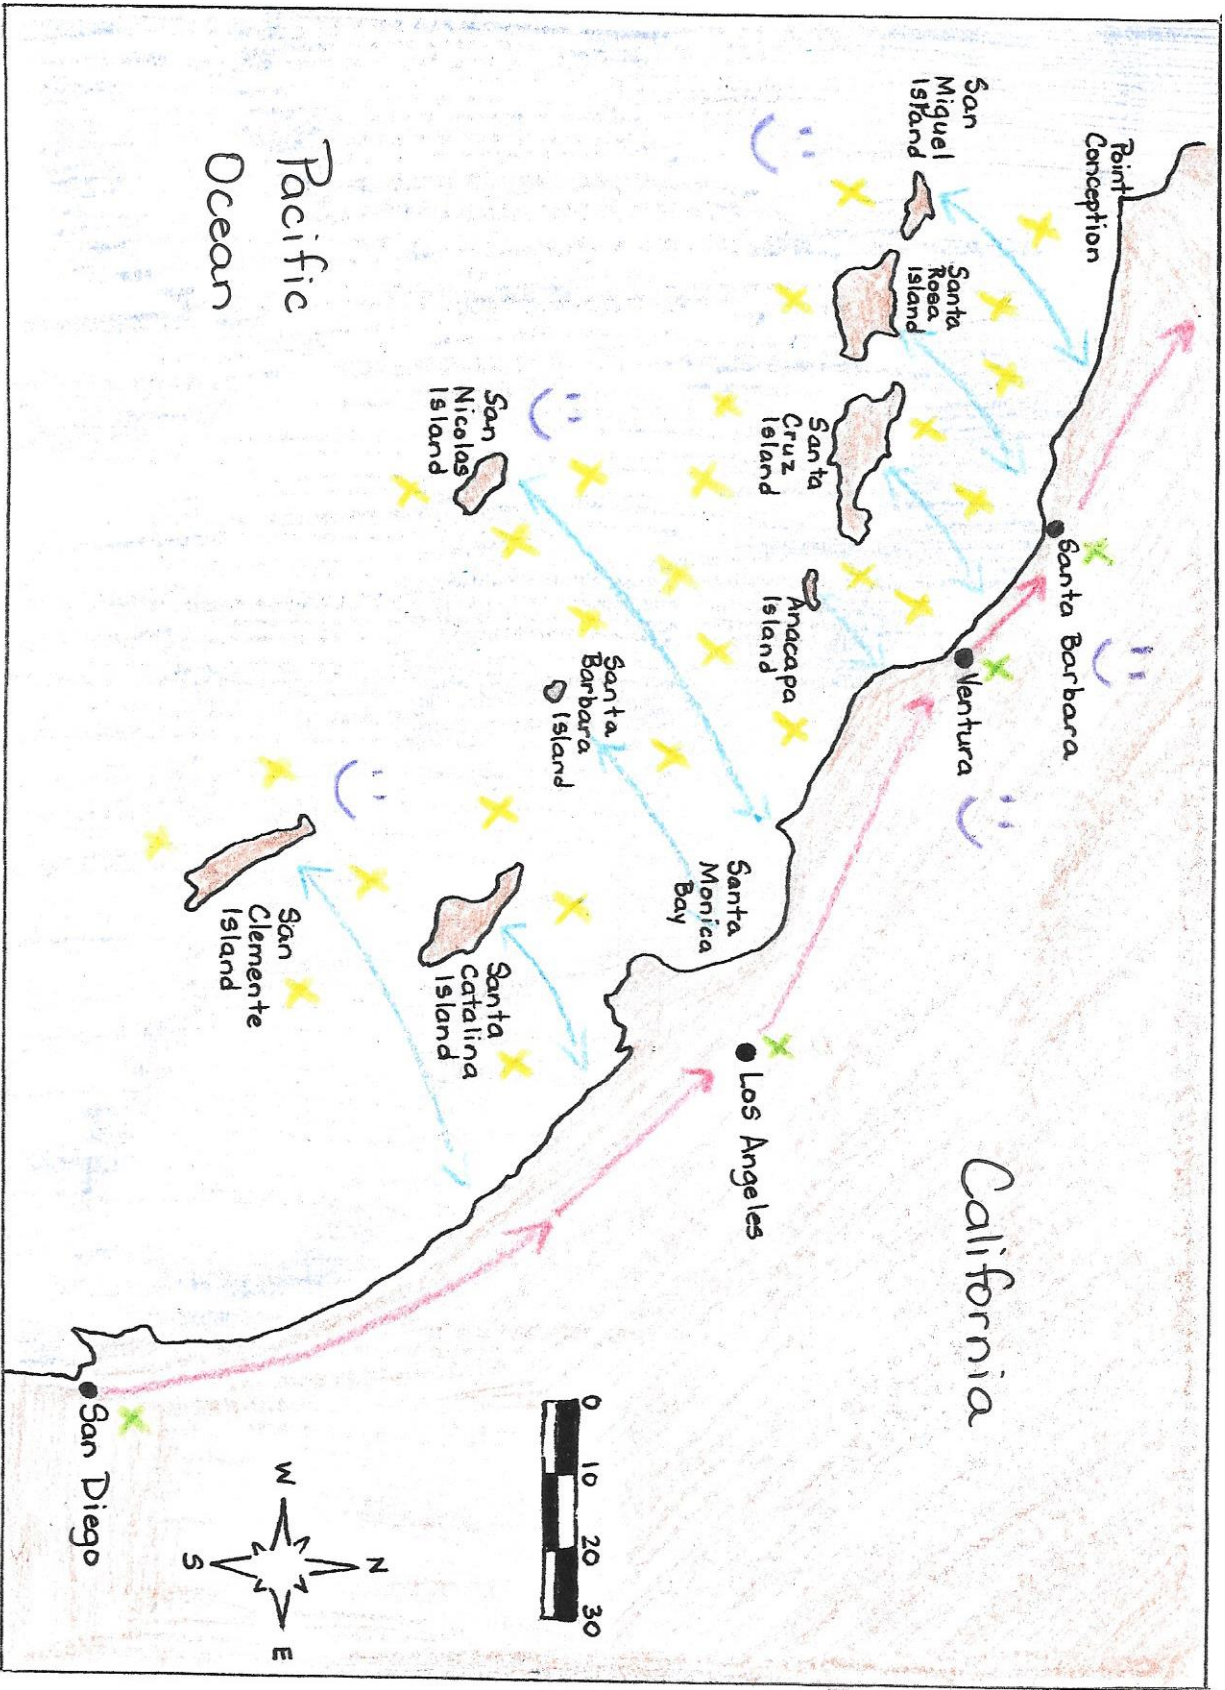 Point
Conception
San
Miguel
Island
Santa
Rosa
Island
Santa
Cruz
Island
Anacapa
Island
Santa Barbara
Ventura
California
Los Angeles
Santa
Monica
Bay
San
Nicolas
Island
Santa
Barbara
Island
Santa
Catalina
Island
San
Clemente
Island
Pacific
Ocean
San Diego
0 10 20 30
N
W
E
S